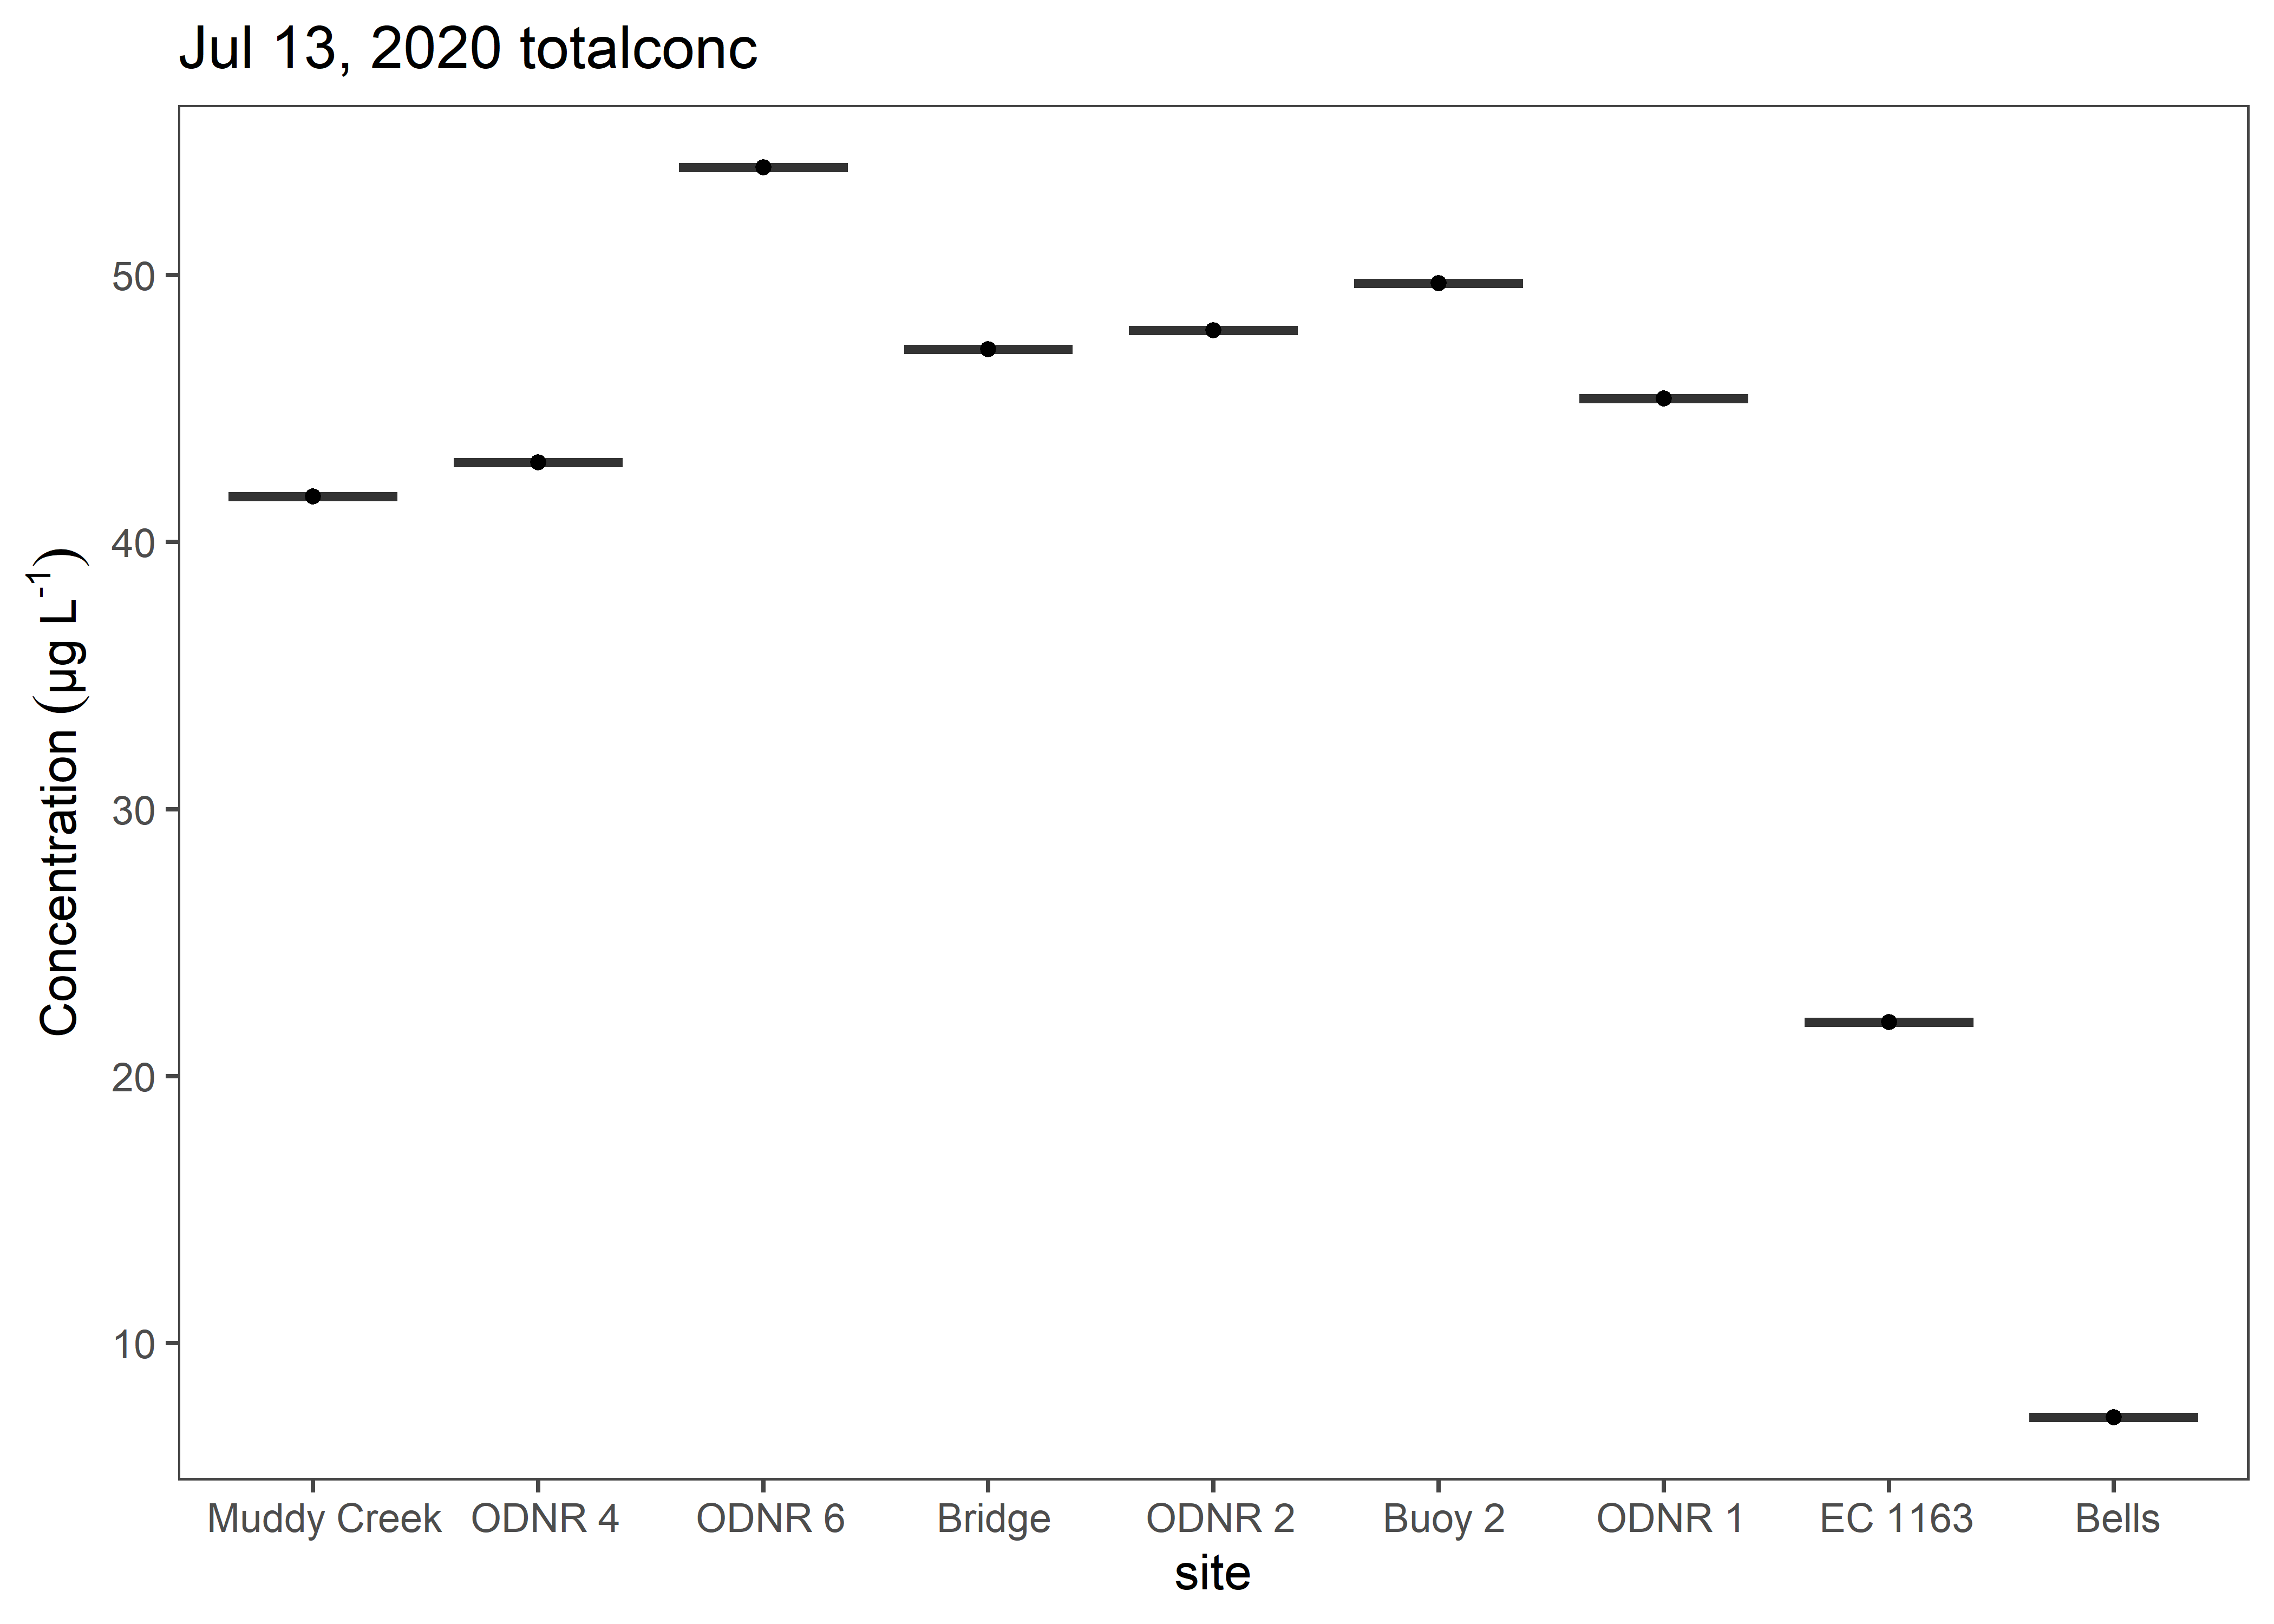 Jul 13, 2020 totalconc
Concentration (µg L⁻¹)
50
40
30
20
10
Muddy Creek ODNR 4 ODNR 6 Bridge ODNR 2 Buoy 2 ODNR 1 EC 1163 Bells
site